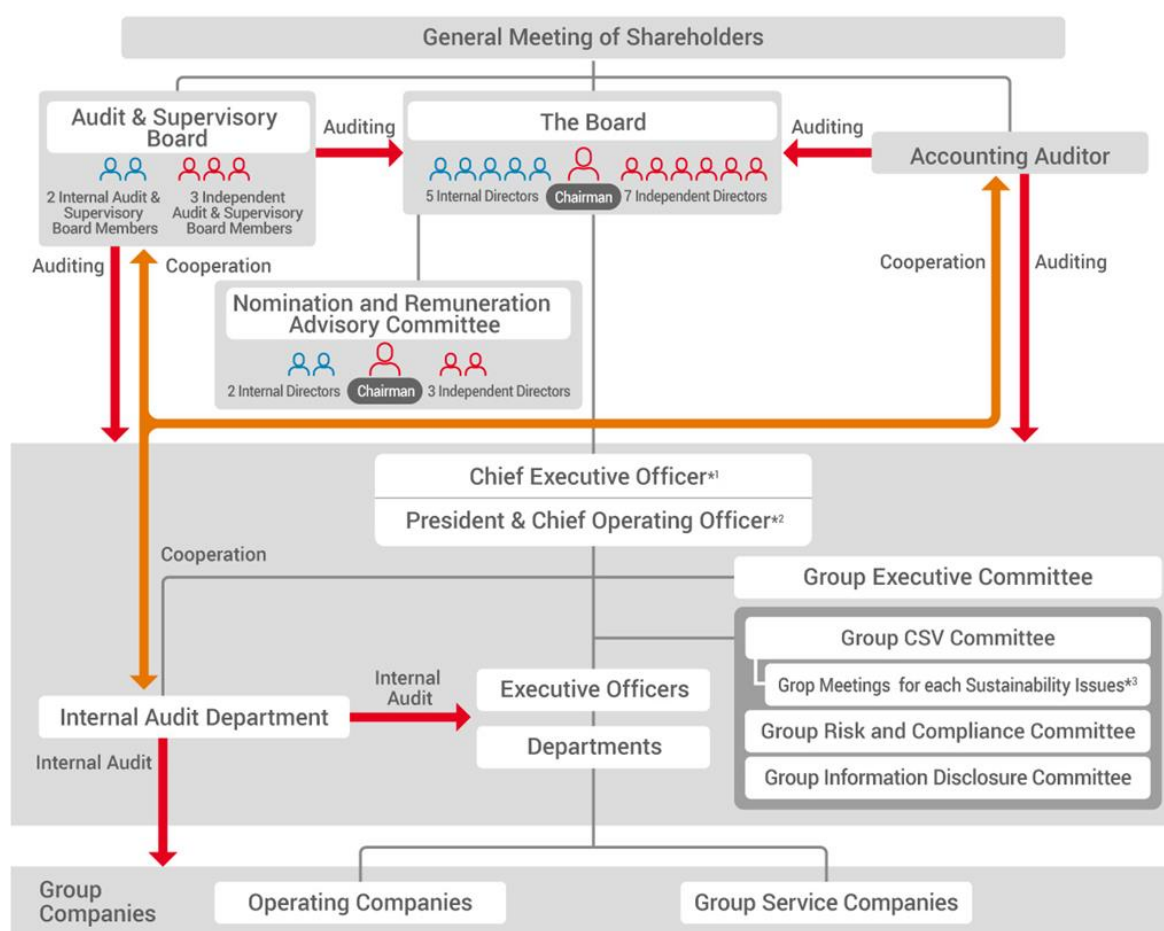 General Meeting of Shareholders
Audit & Supervisory
Board
2 Internal Audit &
Supervisory
Board Members
3 Independent
Audit & Supervisory
Board Members
Auditing
The Board
5 Internal Directors
Chairman
7 Independent Directors
Auditing
Accounting Auditor
Auditing
Cooperation
Cooperation
Auditing
Nomination and Remuneration
Advisory Committee
2 Internal Directors
Chairman
3 Independent Directors
Chief Executive Officer*1
President & Chief Operating Officer*2
Cooperation
Group Executive Committee
Group CSV Committee
Grop Meetings for each Sustainability Issues*3
Group Risk and Compliance Committee
Group Information Disclosure Committee
Internal Audit Department
Internal
Audit
Executive Officers
Departments
Internal Audit
Group
Companies
Operating Companies
Group Service Companies